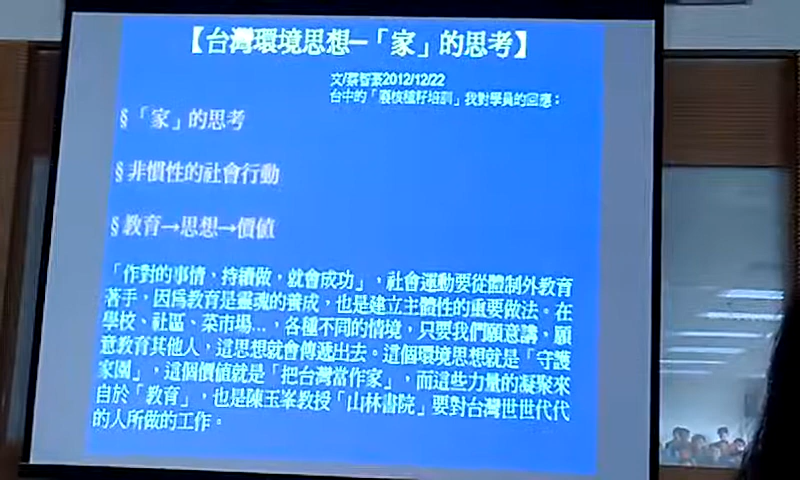 【台灣環境思想─「家」的思考】
文/蔡智豪2012/12/22
台中的「廢核種籽培訓」我對學員的回應：
§「家」的思考
§非慣性的社會行動
§教育→思想→價值
「作對的事情，持續做，就會成功」，社會運動要從體制外教育
著手，因為教育是靈魂的養成，也是建立主體性的重要做法。在
學校、社區、菜市場...，各種不同的情境，只要我們願意講，願
意教育其他人，這思想就會傳遞出去。這個環境思想就是「守護
家園」，這個價值就是「把台灣當作家」，而這些力量的凝聚來
自於「教育」，也是陳玉峯教授「山林書院」要對台灣世世代代
的人所做的工作。